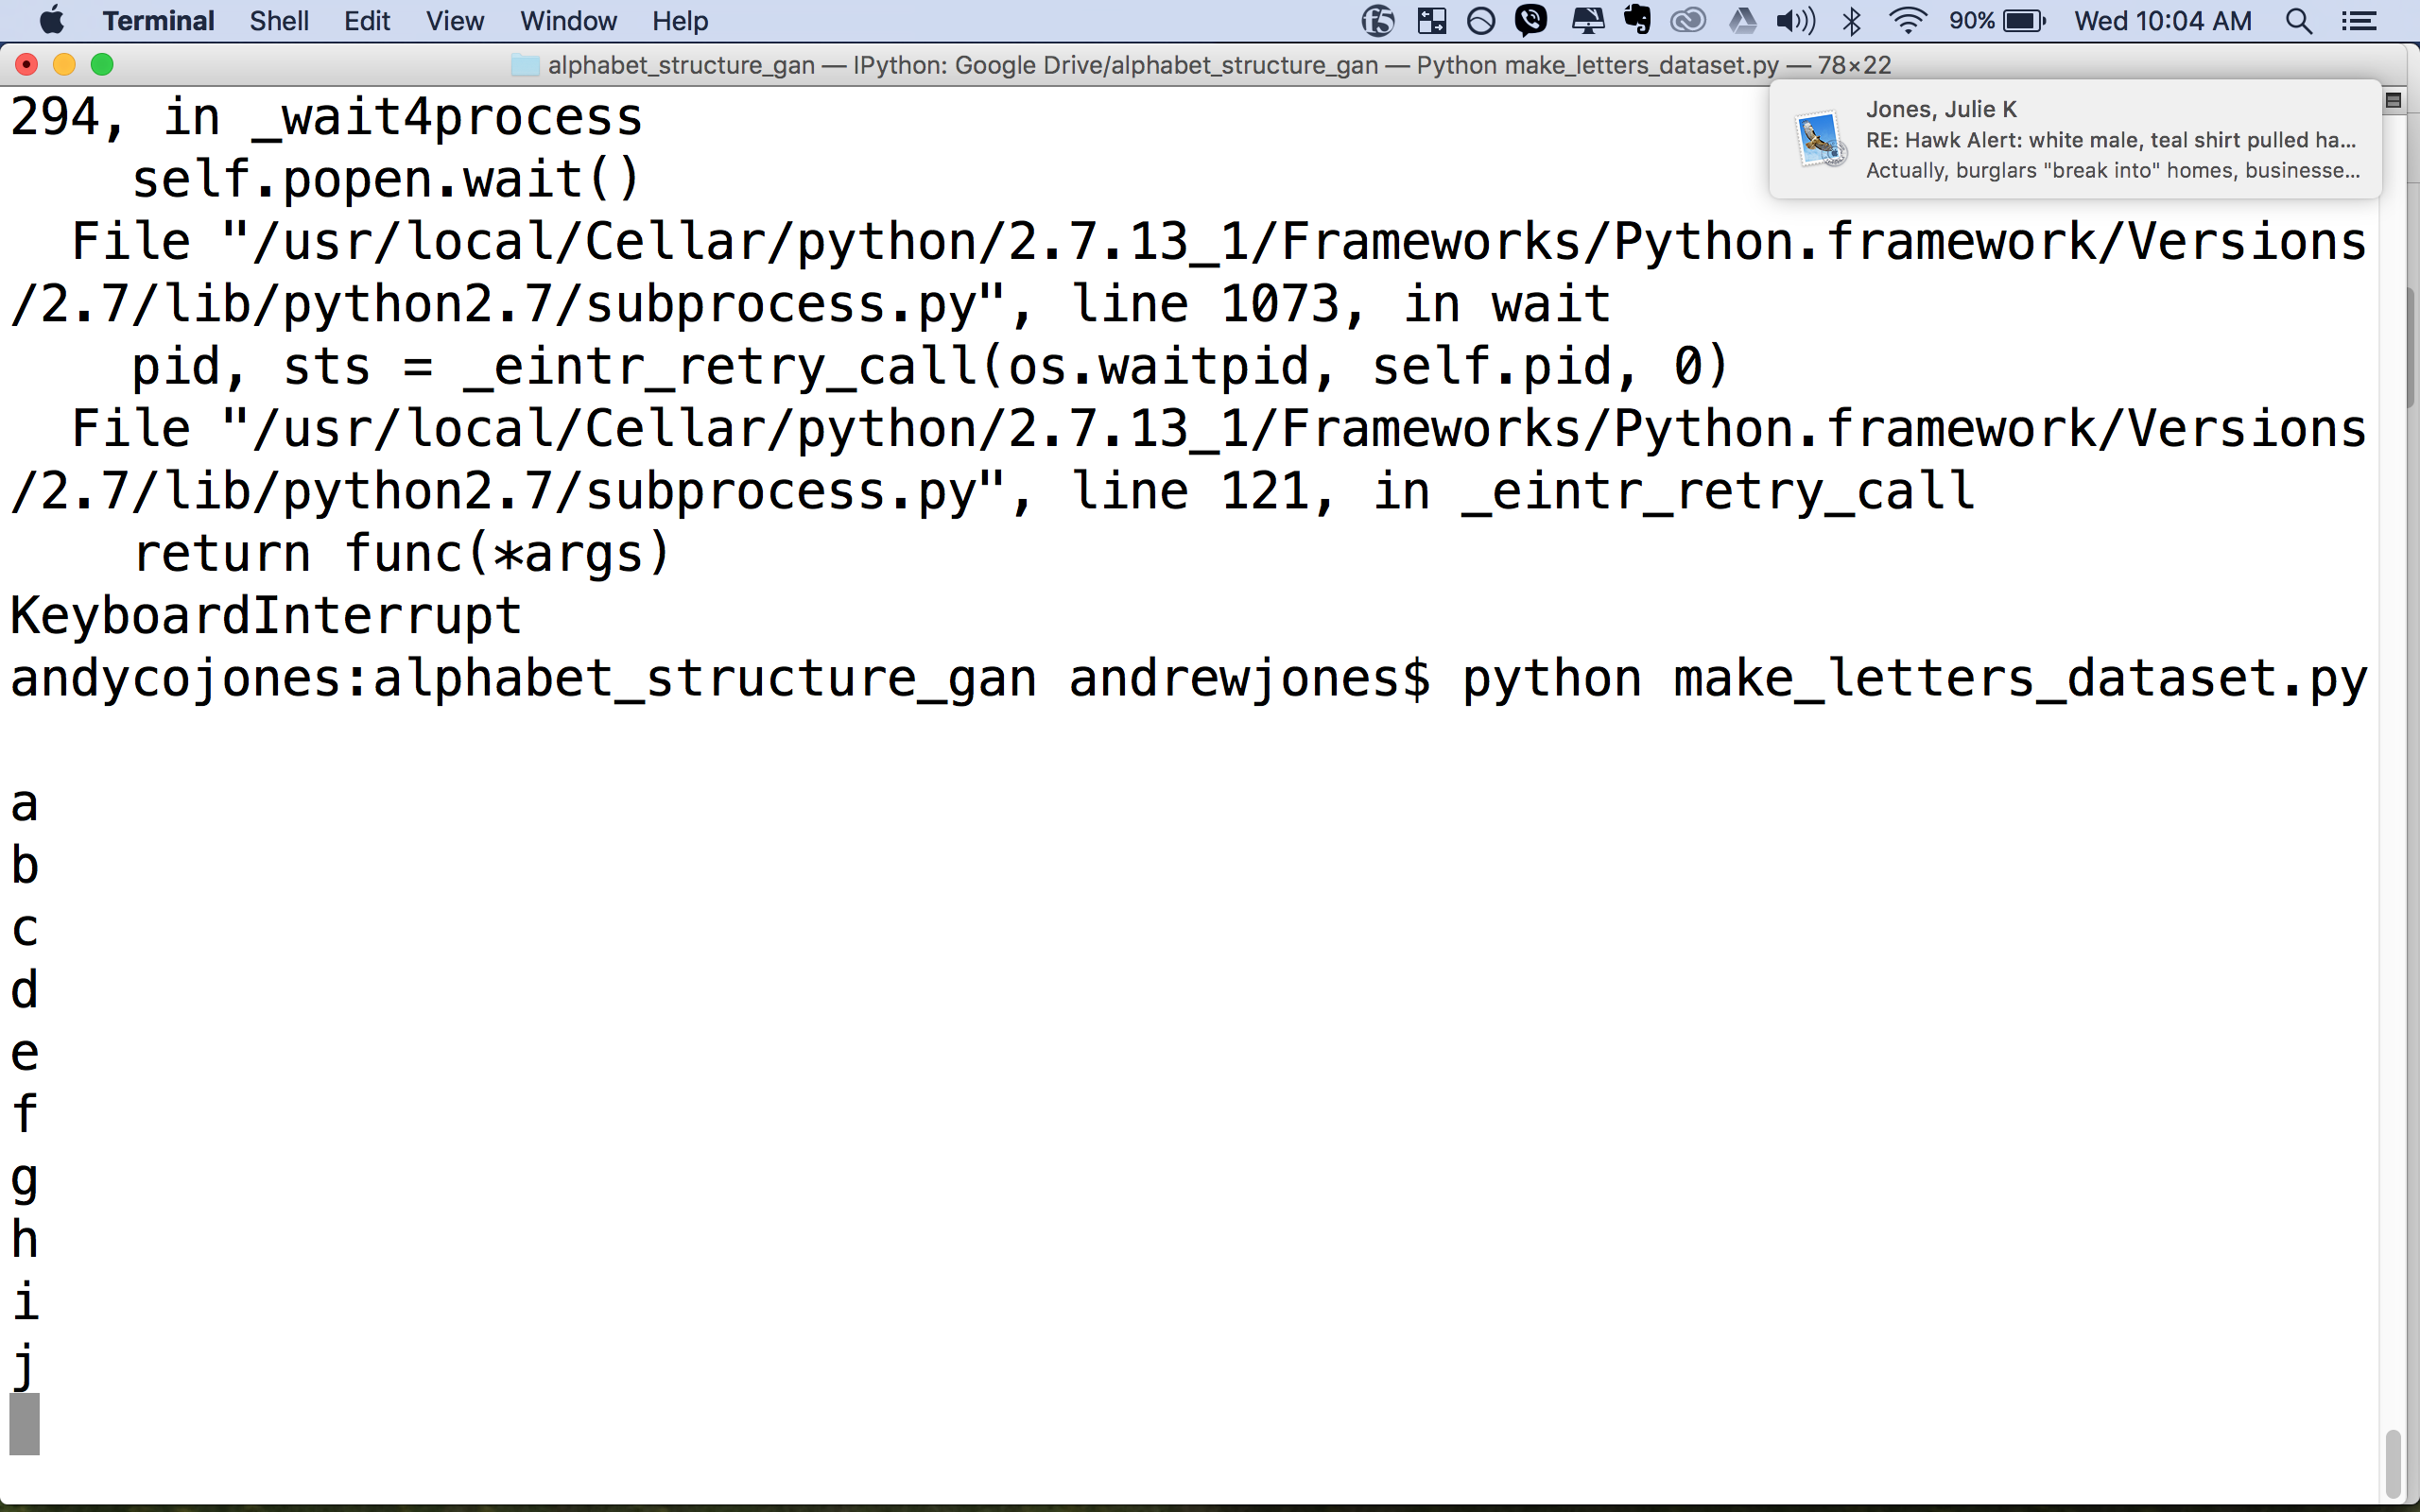 Terminal Shell Edit View Window Help f5 90% Wed 10:04 AM
alphabet_structure_gan — IPython: Google Drive/alphabet_structure_gan — Python make_letters_dataset.py — 78×22
Jones, Julie K
RE: Hawk Alert: white male, teal shirt pulled ha...
Actually, burglars "break into" homes, businesse...
294, in _wait4process
    self.popen.wait()
  File "/usr/local/Cellar/python/2.7.13_1/Frameworks/Python.framework/Versions
/2.7/lib/python2.7/subprocess.py", line 1073, in wait
    pid, sts = _eintr_retry_call(os.waitpid, self.pid, 0)
  File "/usr/local/Cellar/python/2.7.13_1/Frameworks/Python.framework/Versions
/2.7/lib/python2.7/subprocess.py", line 121, in _eintr_retry_call
    return func(*args)
KeyboardInterrupt
andycojones:alphabet_structure_gan andrewjones$ python make_letters_dataset.py
a
b
c
d
e
f
g
h
i
j